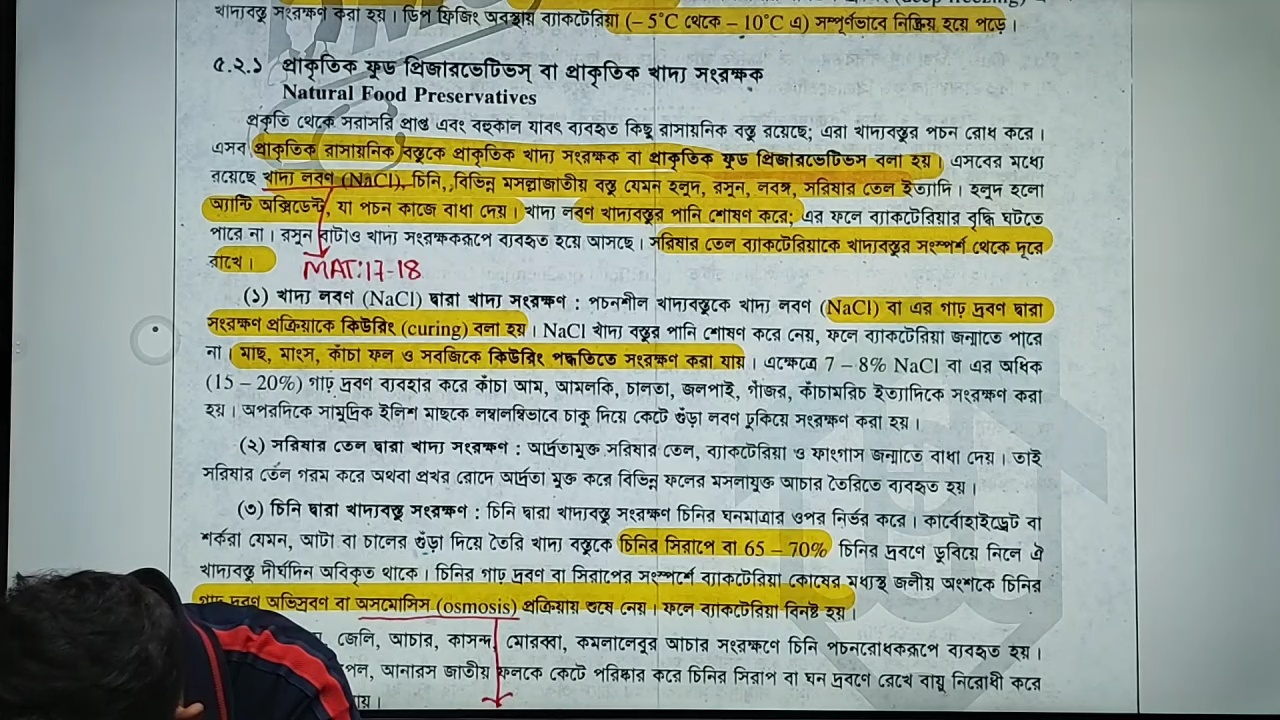 খাদ্যবস্তু সংরক্ষণ করা হয়। ডিপ ফ্রিজিং অবস্থায় ব্যাকটেরিয়া (– 5°C থেকে – 10°C এ) সম্পূর্ণভাবে নিষ্ক্রিয় হয়ে পড়ে।
৫.২.১ প্রাকৃতিক ফুড প্রিজারভেটিভস্ বা প্রাকৃতিক খাদ্য সংরক্ষক
Natural Food Preservatives
প্রকৃতি থেকে সরাসরি প্রাপ্ত এবং বহুকাল যাবৎ ব্যবহৃত কিছু রাসায়নিক বস্তু রয়েছে; এরা খাদ্যবস্তুর পচন রোধ করে।
এসব প্রাকৃতিক রাসায়নিক বস্তুকে প্রাকৃতিক খাদ্য সংরক্ষক বা প্রাকৃতিক ফুড প্রিজারভেটিভস বলা হয়। এসবের মধ্যে
রয়েছে খাদ্য লবণ (NaCl), চিনি, বিভিন্ন মসল্লাজাতীয় বস্তু যেমন হলুদ, রসুন, লবঙ্গ, সরিষার তেল ইত্যাদি। হলুদ হলো
অ্যান্টি অক্সিডেন্ট, যা পচন কাজে বাধা দেয়। খাদ্য লবণ খাদ্যবস্তুর পানি শোষণ করে; এর ফলে ব্যাকটেরিয়ার বৃদ্ধি ঘটতে
পারে না। রসুন বাটাও খাদ্য সংরক্ষকরূপে ব্যবহৃত হয়ে আসছে। সরিষার তেল ব্যাকটেরিয়াকে খাদ্যবস্তুর সংস্পর্শ থেকে দূরে
রাখে।
MAT:17-18
(১) খাদ্য লবণ (NaCl) দ্বারা খাদ্য সংরক্ষণ : পচনশীল খাদ্যবস্তুকে খাদ্য লবণ (NaCl) বা এর গাঢ় দ্রবণ দ্বারা
সংরক্ষণ প্রক্রিয়াকে কিউরিং (curing) বলা হয়। NaCl খাদ্য বস্তুর পানি শোষণ করে নেয়, ফলে ব্যাকটেরিয়া জন্মাতে পারে
না। মাছ, মাংস, কাঁচা ফল ও সবজিকে কিউরিং পদ্ধতিতে সংরক্ষণ করা যায়। এক্ষেত্রে 7 – 8% NaCl বা এর অধিক
(15 – 20%) গাঢ় দ্রবণ ব্যবহার করে কাঁচা আম, আমলকি, চালতা, জলপাই, গাঁজর, কাঁচামরিচ ইত্যাদিকে সংরক্ষণ করা
হয়। অপরদিকে সামুদ্রিক ইলিশ মাছকে লম্বালম্বিভাবে চাকু দিয়ে কেটে গুঁড়া লবণ ঢুকিয়ে সংরক্ষণ করা হয়।
(২) সরিষার তেল দ্বারা খাদ্য সংরক্ষণ : আর্দ্রতামুক্ত সরিষার তেল, ব্যাকটেরিয়া ও ফাংগাস জন্মাতে বাধা দেয়। তাই
সরিষার তেল গরম করে অথবা প্রখর রোদে আর্দ্রতা মুক্ত করে বিভিন্ন ফলের মসলাযুক্ত আচার তৈরিতে ব্যবহৃত হয়।
(৩) চিনি দ্বারা খাদ্যবস্তু সংরক্ষণ : চিনি দ্বারা খাদ্যবস্তু সংরক্ষণ চিনির ঘনমাত্রার ওপর নির্ভর করে। কার্বোহাইড্রেট বা
শর্করা যেমন, আটা বা চালের গুঁড়া দিয়ে তৈরি খাদ্য বস্তুকে চিনির সিরাপে বা 65 – 70% চিনির দ্রবণে ডুবিয়ে নিলে ঐ
খাদ্যবস্তু দীর্ঘদিন অবিকৃত থাকে। চিনির গাঢ় দ্রবণ বা সিরাপের সংস্পর্শে ব্যাকটেরিয়া কোষের মধ্যস্থ জলীয় অংশকে চিনির
গাঢ় দ্রবণ অভিস্রবণ বা অসমোসিস (osmosis) প্রক্রিয়ায় শুষে নেয়। ফলে ব্যাকটেরিয়া বিনষ্ট হয়।
জেলি, আচার, কাসন্দ, মোরব্বা, কমলালেবুর আচার সংরক্ষণে চিনি পচনরোধকরূপে ব্যবহৃত হয়।
আনারস জাতীয় ফলকে কেটে পরিষ্কার করে চিনির সিরাপ বা ঘন দ্রবণে রেখে বায়ু নিরোধী করে